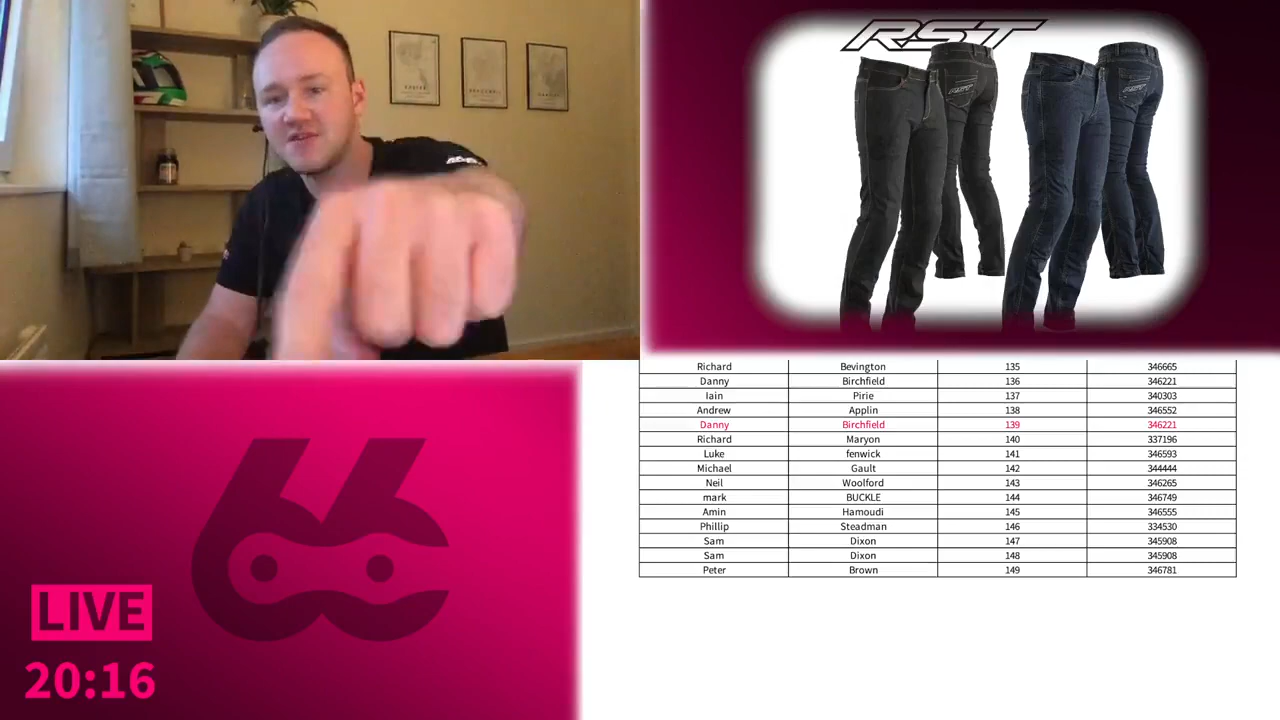 RST
RST
RST
Richard Bevington 135 346665
Danny Birchfield 136 346221
Iain Pirie 137 340303
Andrew Applin 138 346552
Danny Birchfield 139 346221
Richard Maryon 140 337196
Luke fenwick 141 346593
Michael Gault 142 344444
Neil Woolford 143 346265
mark BUCKLE 144 346749
Amin Hamoudi 145 346555
Phillip Steadman 146 334530
Sam Dixon 147 345908
Sam Dixon 148 345908
Peter Brown 149 346781
LIVE
20:16